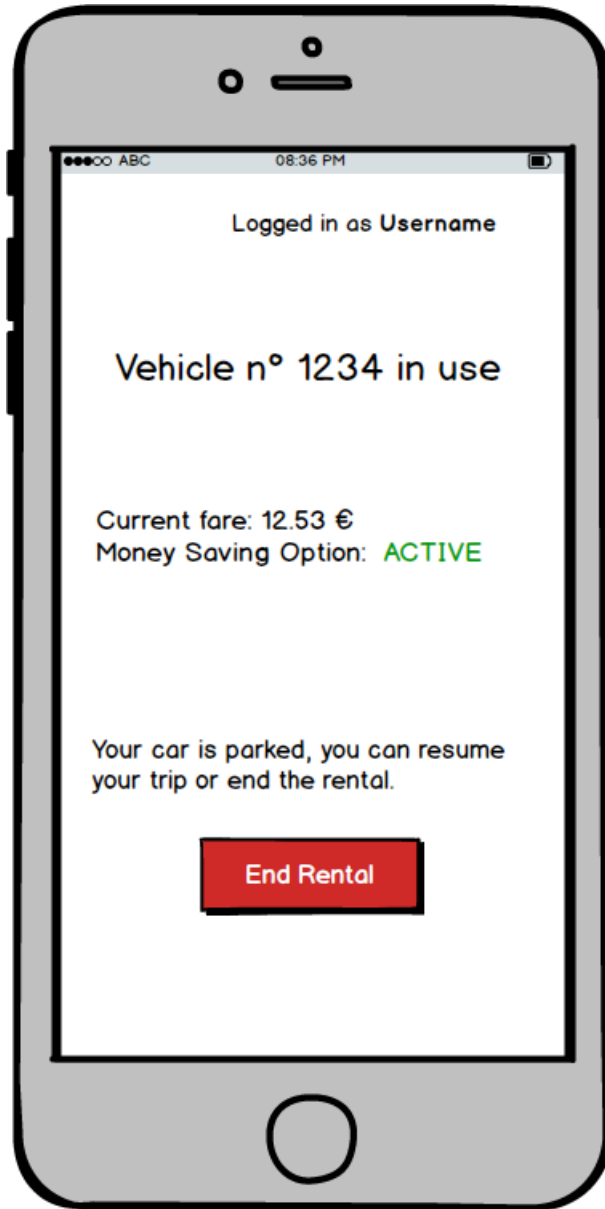 ABC 08:36 PM
Logged in as Username
Vehicle n° 1234 in use
Current fare: 12.53 €
Money Saving Option: ACTIVE
Your car is parked, you can resume
your trip or end the rental.
End Rental